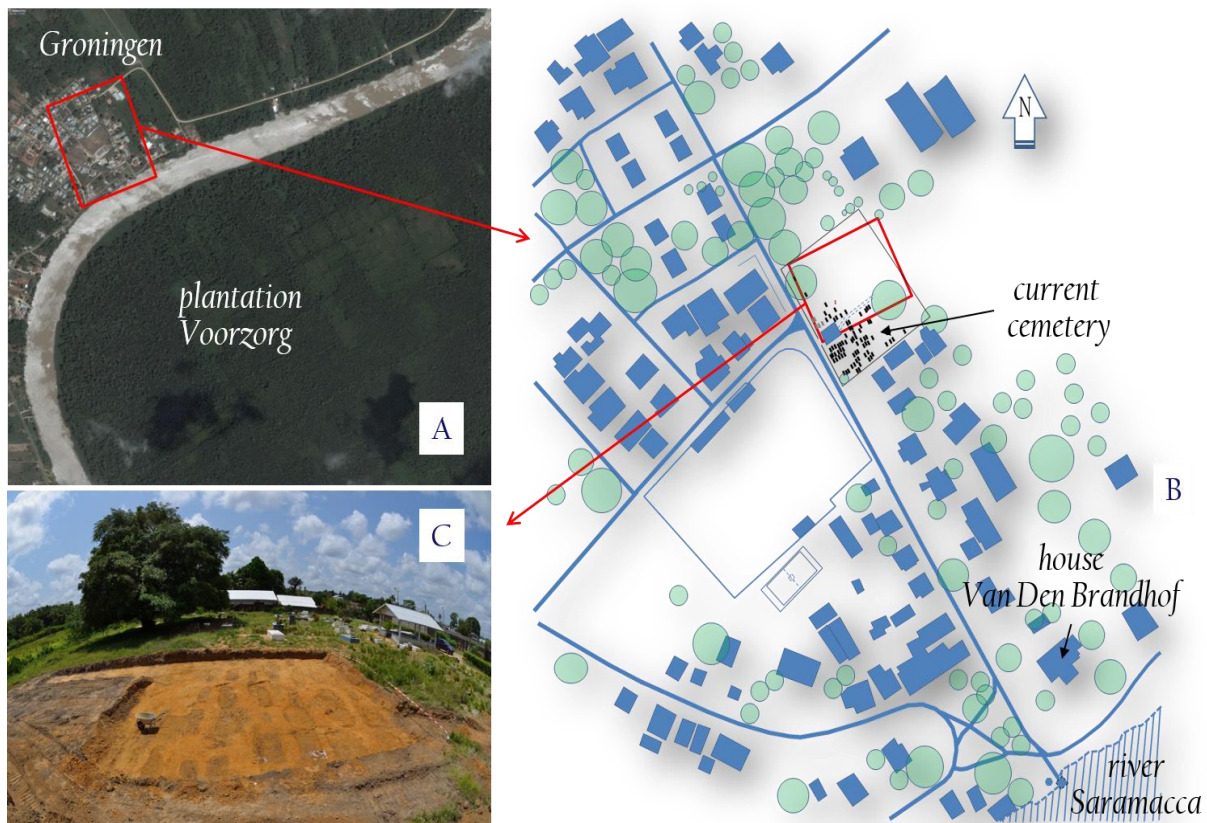 Groningen
plantation
Voorzorg
A
C
N
current
cemetery
B
house
Van Den Brandhof
river
Saramacca